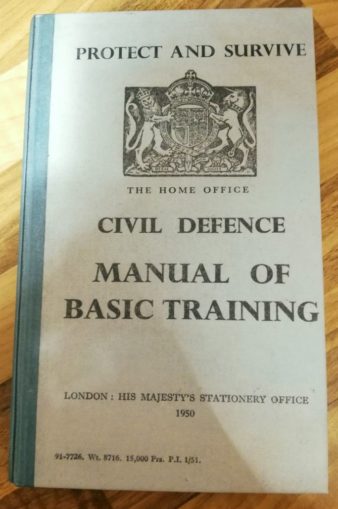 PROTECT AND SURVIVE
THE HOME OFFICE
CIVIL DEFENCE
MANUAL OF
BASIC TRAINING
LONDON : HIS MAJESTY'S STATIONERY OFFICE
1950
91-7726. Wt. 8716. 15,000 Prs. P.I. 1/51.